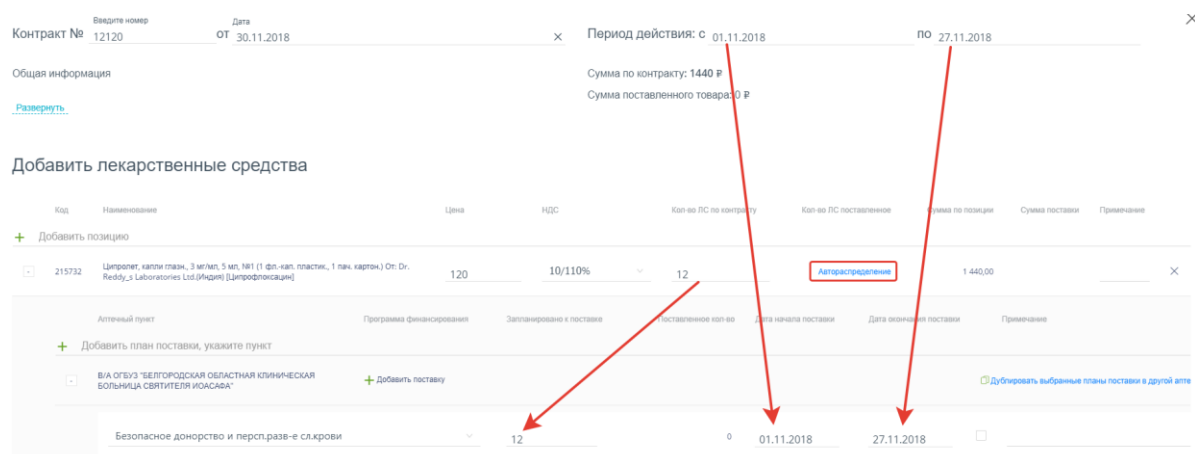 Введите номер
Дата
Контракт № 12120 от 30.11.2018
Период действия: с 01.11.2018 по 27.11.2018
Общая информация
Сумма по контракту: 1440 ₽
Сумма поставленного товара: 0 ₽
Развернуть
Добавить лекарственные средства
Код Наименование Цена НДС Кол-во ЛС по контракту Кол-во ЛС поставленное Сумма по позиции Сумма поставки Примечание
+ Добавить позицию
215732 Ципролет, капли глазн., 3 мг/мл, 5 мл, №1 (1 фл.-кап. пластик., 1 пач. картон.) От: Dr. Reddy_s Laboratories Ltd.(Индия) [Ципрофлоксацин] 120 10/110% 12 Автораспределение 1 440,00
Аптечный пункт Программа финансирования Запланировано к поставке Поставленное кол-во Дата начала поставки Дата окончания поставки Примечание
+ Добавить план поставки, укажите пункт
В/А ОГБУЗ "БЕЛГОРОДСКАЯ ОБЛАСТНАЯ КЛИНИЧЕСКАЯ
БОЛЬНИЦА СВЯТИТЕЛЯ ИОАСАФА"
+ Добавить поставку
Дублировать выбранные планы поставки в другой апте
Безопасное донорство и персп.разв-е сл.крови 12 0 01.11.2018 27.11.2018